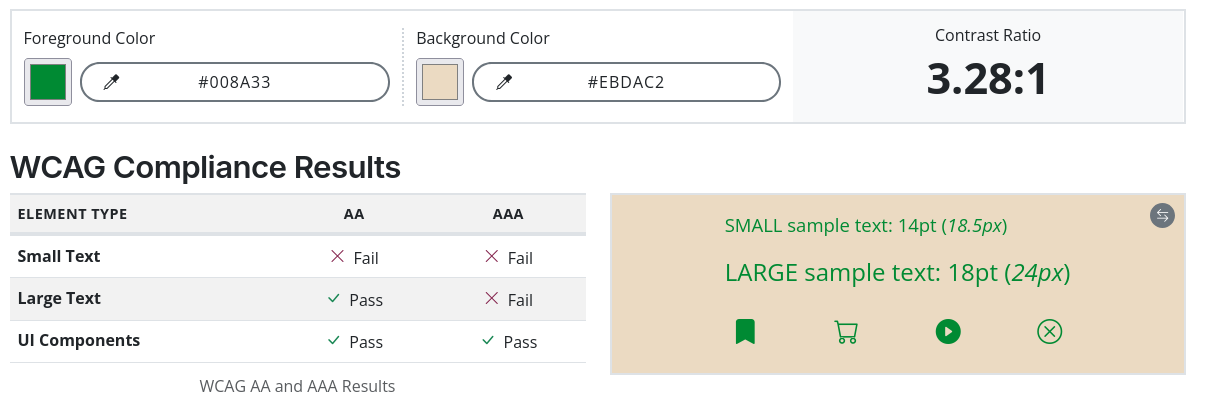 Foreground Color
#008A33
Background Color
#EBDAC2
Contrast Ratio
3.28:1
WCAG Compliance Results
ELEMENT TYPE AA AAA
Small Text Fail Fail
Large Text Pass Fail
UI Components Pass Pass
WCAG AA and AAA Results
SMALL sample text: 14pt (18.5px)
LARGE sample text: 18pt (24px)